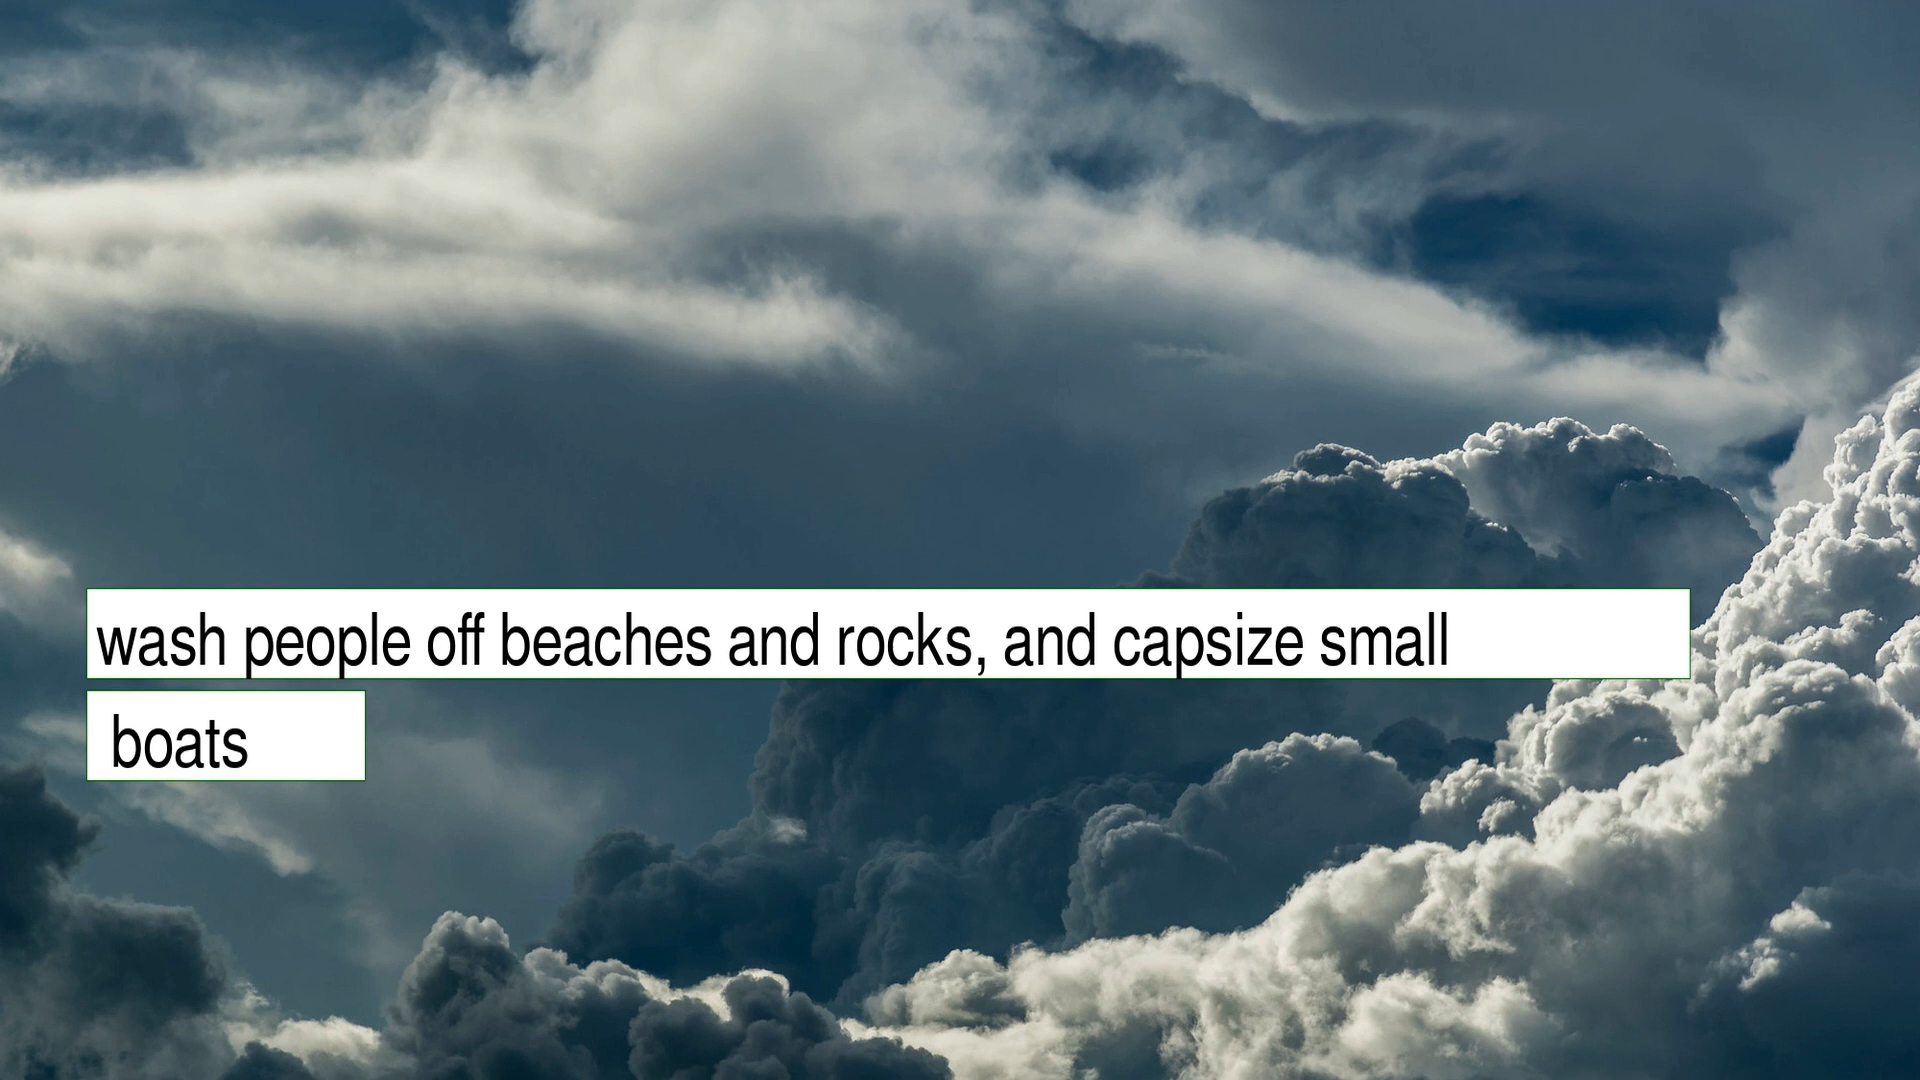 wash people off beaches and rocks, and capsize small
boats